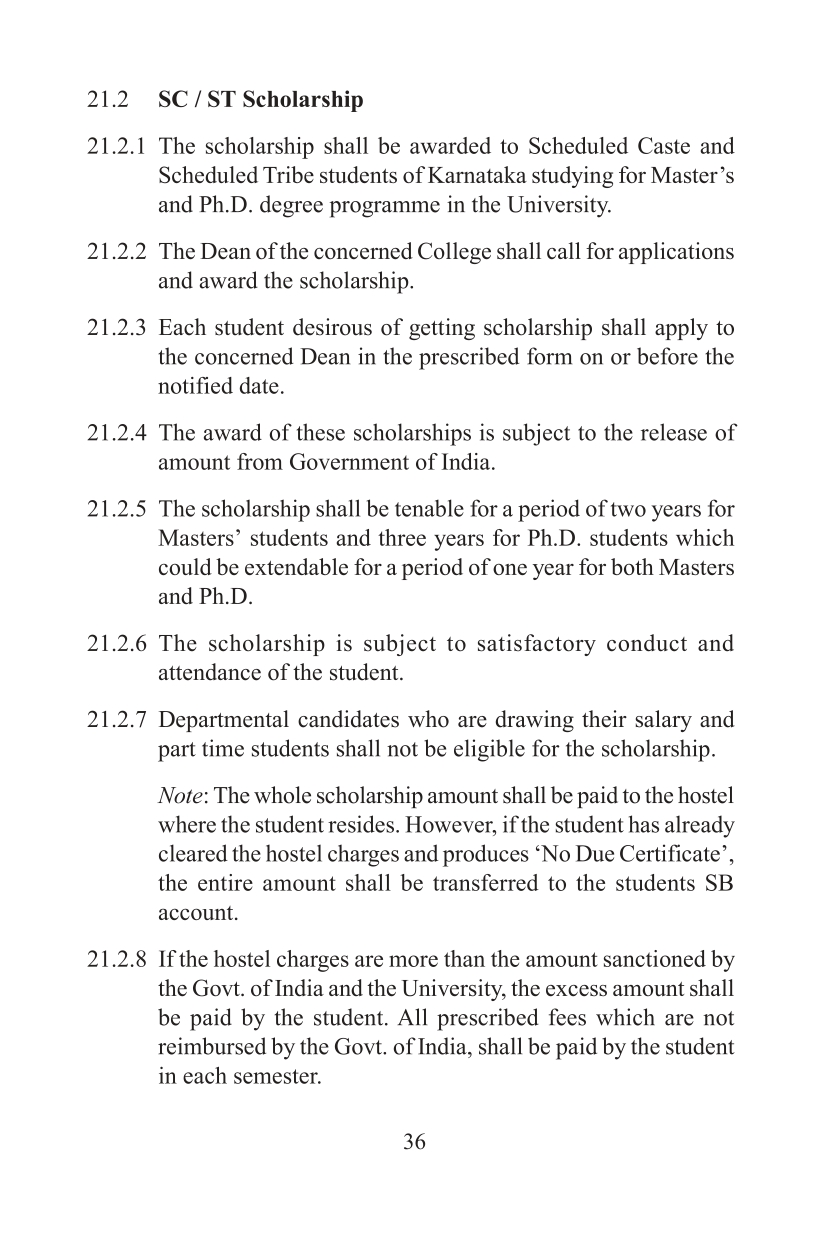 21.2 SC / ST Scholarship
21.2.1 The scholarship shall be awarded to Scheduled Caste and
Scheduled Tribe students of Karnataka studying for Master’s
and Ph.D. degree programme in the University.
21.2.2 The Dean of the concerned College shall call for applications
and award the scholarship.
21.2.3 Each student desirous of getting scholarship shall apply to
the concerned Dean in the prescribed form on or before the
notified date.
21.2.4 The award of these scholarships is subject to the release of
amount from Government of India.
21.2.5 The scholarship shall be tenable for a period of two years for
Masters’ students and three years for Ph.D. students which
could be extendable for a period of one year for both Masters
and Ph.D.
21.2.6 The scholarship is subject to satisfactory conduct and
attendance of the student.
21.2.7 Departmental candidates who are drawing their salary and
part time students shall not be eligible for the scholarship.
Note: The whole scholarship amount shall be paid to the hostel
where the student resides. However, if the student has already
cleared the hostel charges and produces ‘No Due Certificate’,
the entire amount shall be transferred to the students SB
account.
21.2.8 If the hostel charges are more than the amount sanctioned by
the Govt. of India and the University, the excess amount shall
be paid by the student. All prescribed fees which are not
reimbursed by the Govt. of India, shall be paid by the student
in each semester.
36